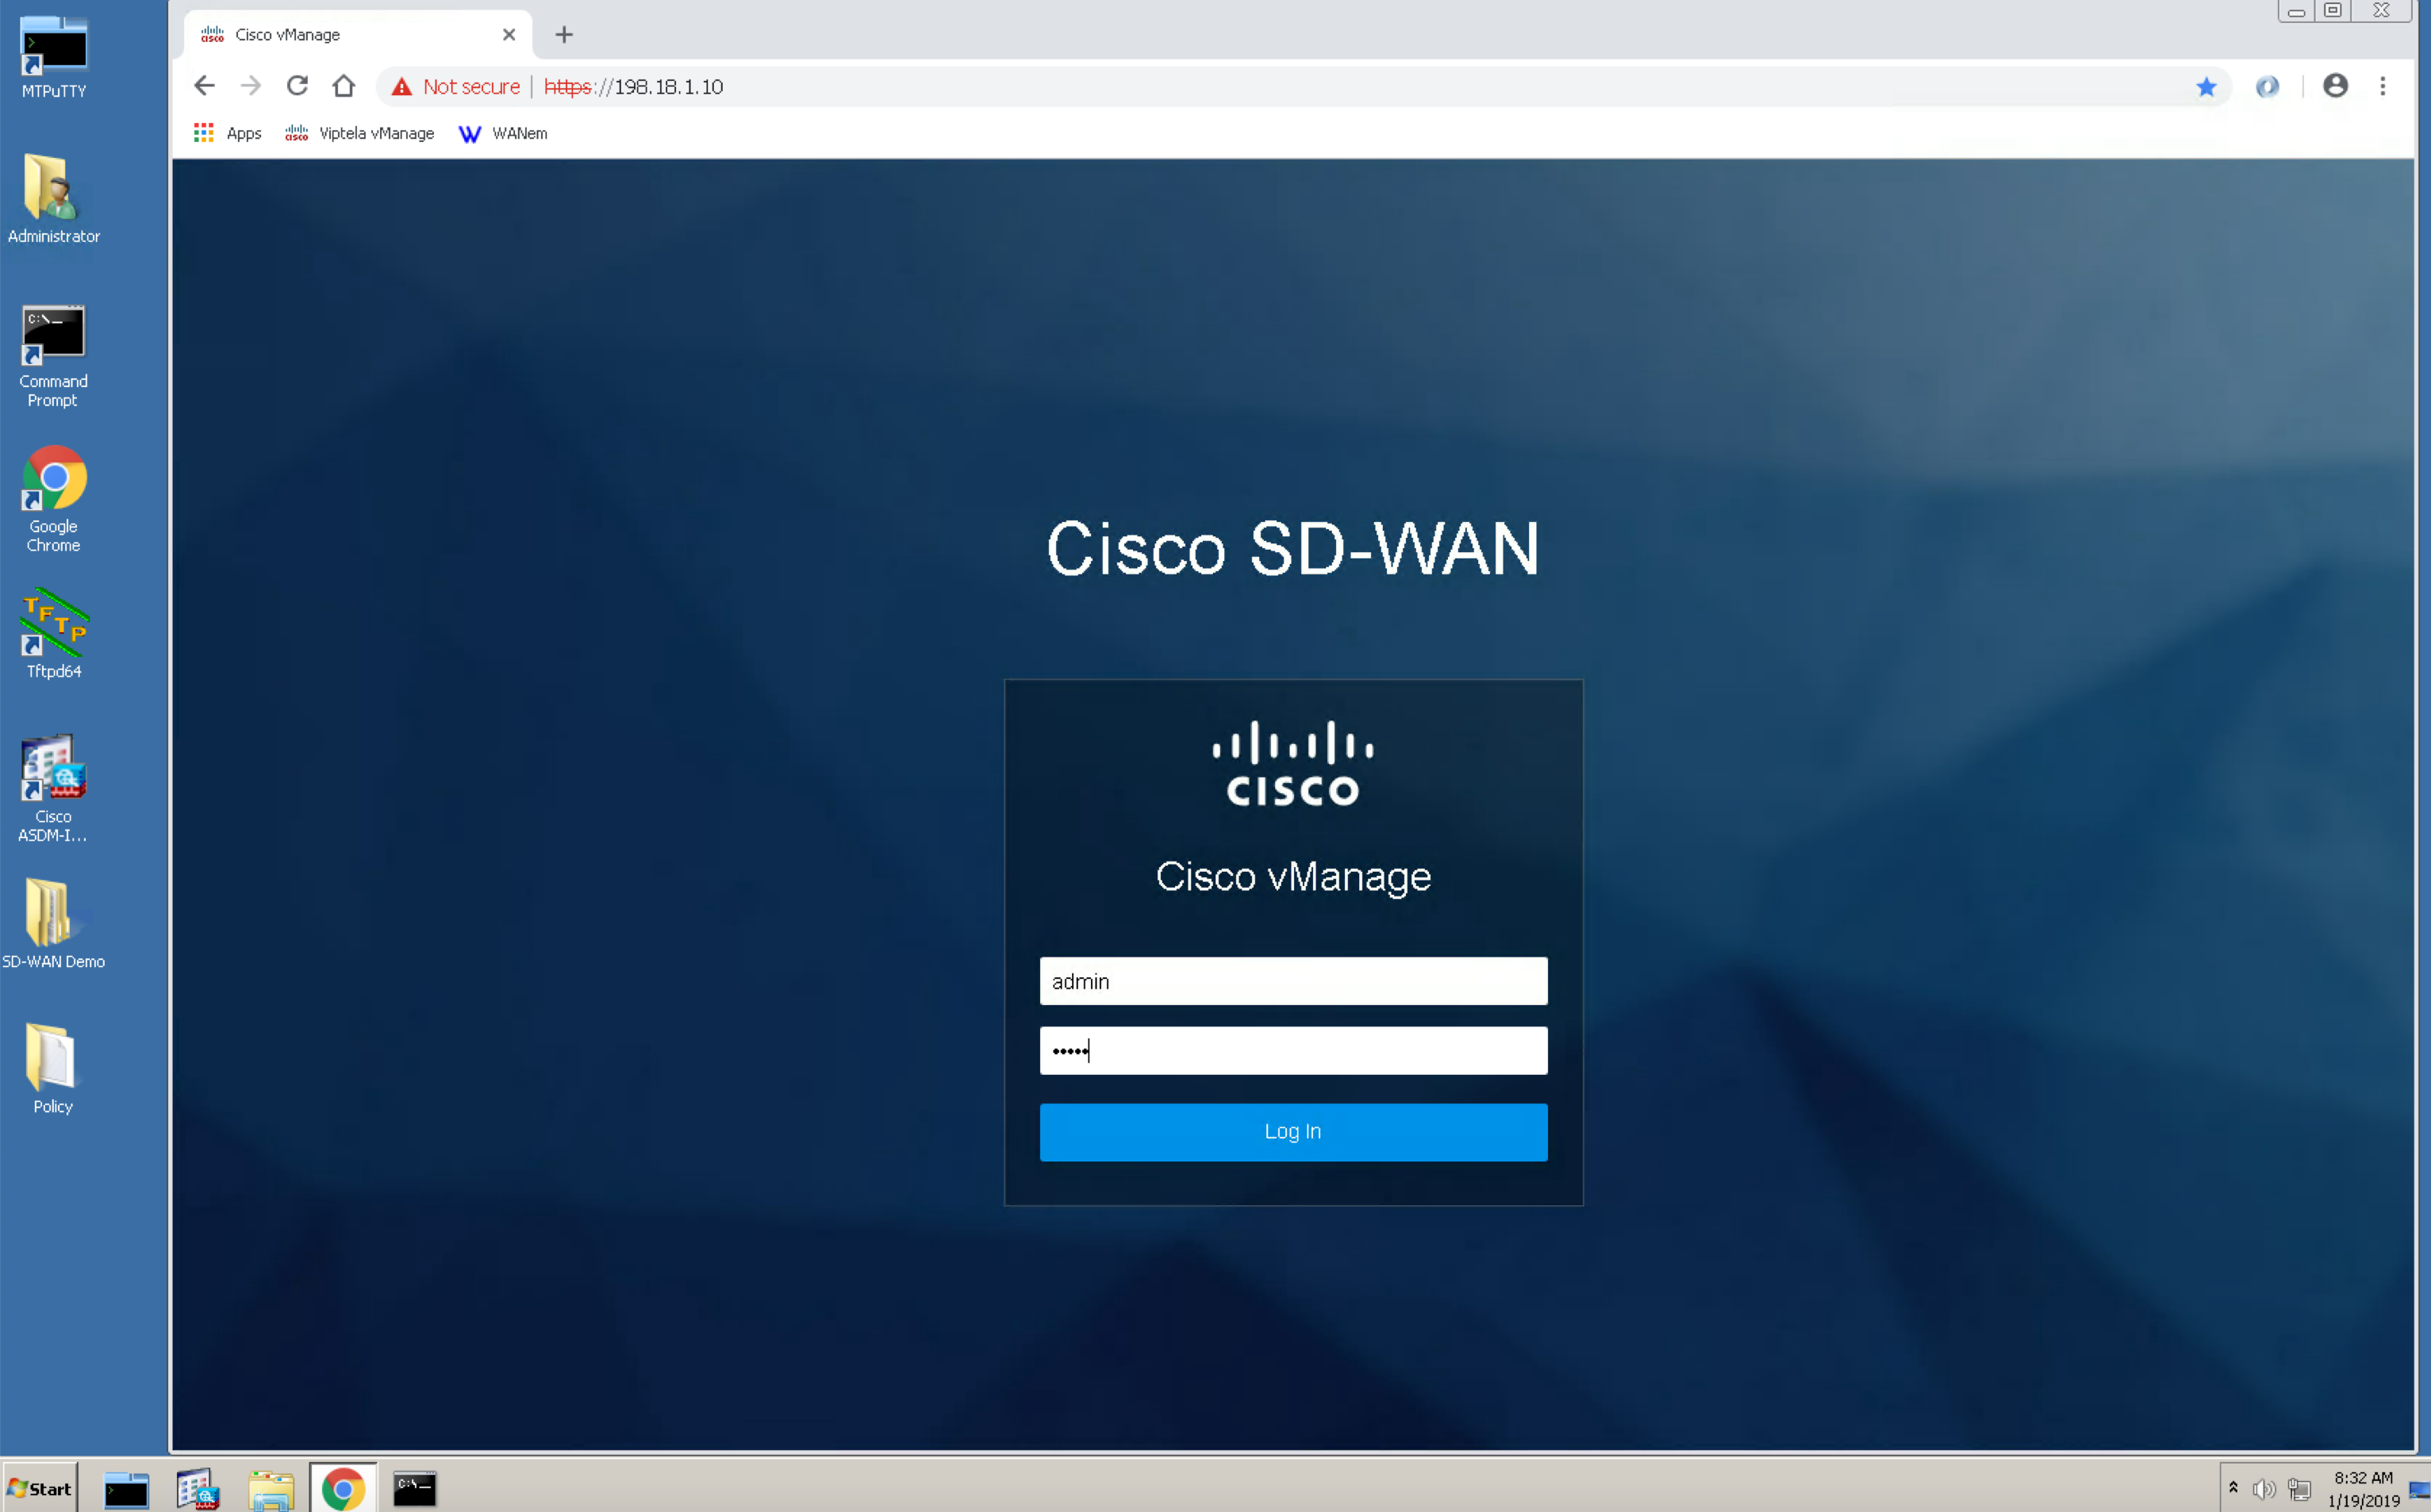 Cisco vManage
Not secure | https://198.18.1.10
Apps
cisco Viptela vManage
W WANem
MTPuTTY
Administrator
C:\_
Command
Prompt
Google
Chrome
TFTP
Tftpd64
Cisco
ASDM-I...
SD-WAN Demo
Policy
Cisco SD-WAN
CISCO
Cisco vManage
admin
•••••
Log In
Start
C:\_
8:32 AM
1/19/2019